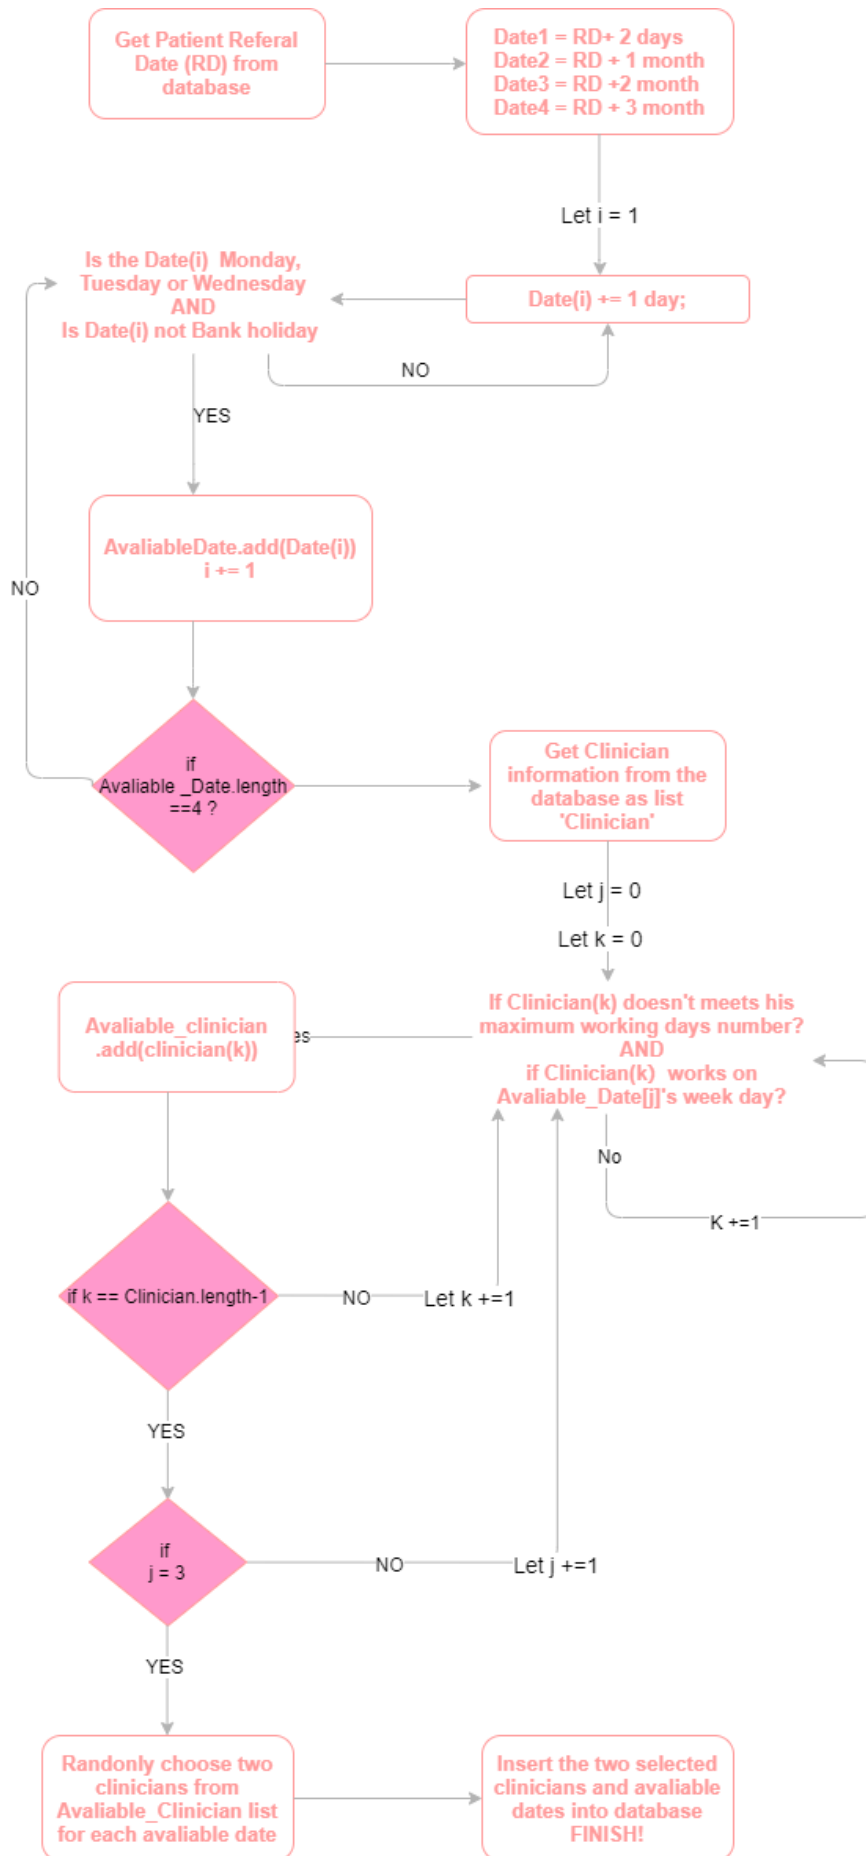 Get Patient Referal
Date (RD) from
database
Date1 = RD+ 2 days
Date2 = RD + 1 month
Date3 = RD +2 month
Date4 = RD + 3 month
Let i = 1
Is the Date(i)  Monday,
Tuesday or Wednesday
AND
Is Date(i) not Bank holiday
Date(i) += 1 day;
NO
YES
AvaliableDate.add(Date(i))
i += 1
NO
if
Avaliable _Date.length
==4 ?
Get Clinician
information from the
database as list
'Clinician'
Let j = 0
Let k = 0
If Clinician(k) doesn't meets his
maximum working days number?
AND
if Clinician(k)  works on
Avaliable_Date[j]'s week day?
es
Avaliable_clinician
.add(clinician(k))
No
K +=1
if k == Clinician.length-1
NO
Let k +=1
YES
if
j = 3
NO
Let j +=1
YES
Randonly choose two
clinicians from
Avaliable_Clinician list
for each avaliable date
Insert the two selected
clinicians and avaliable
dates into database
FINISH!